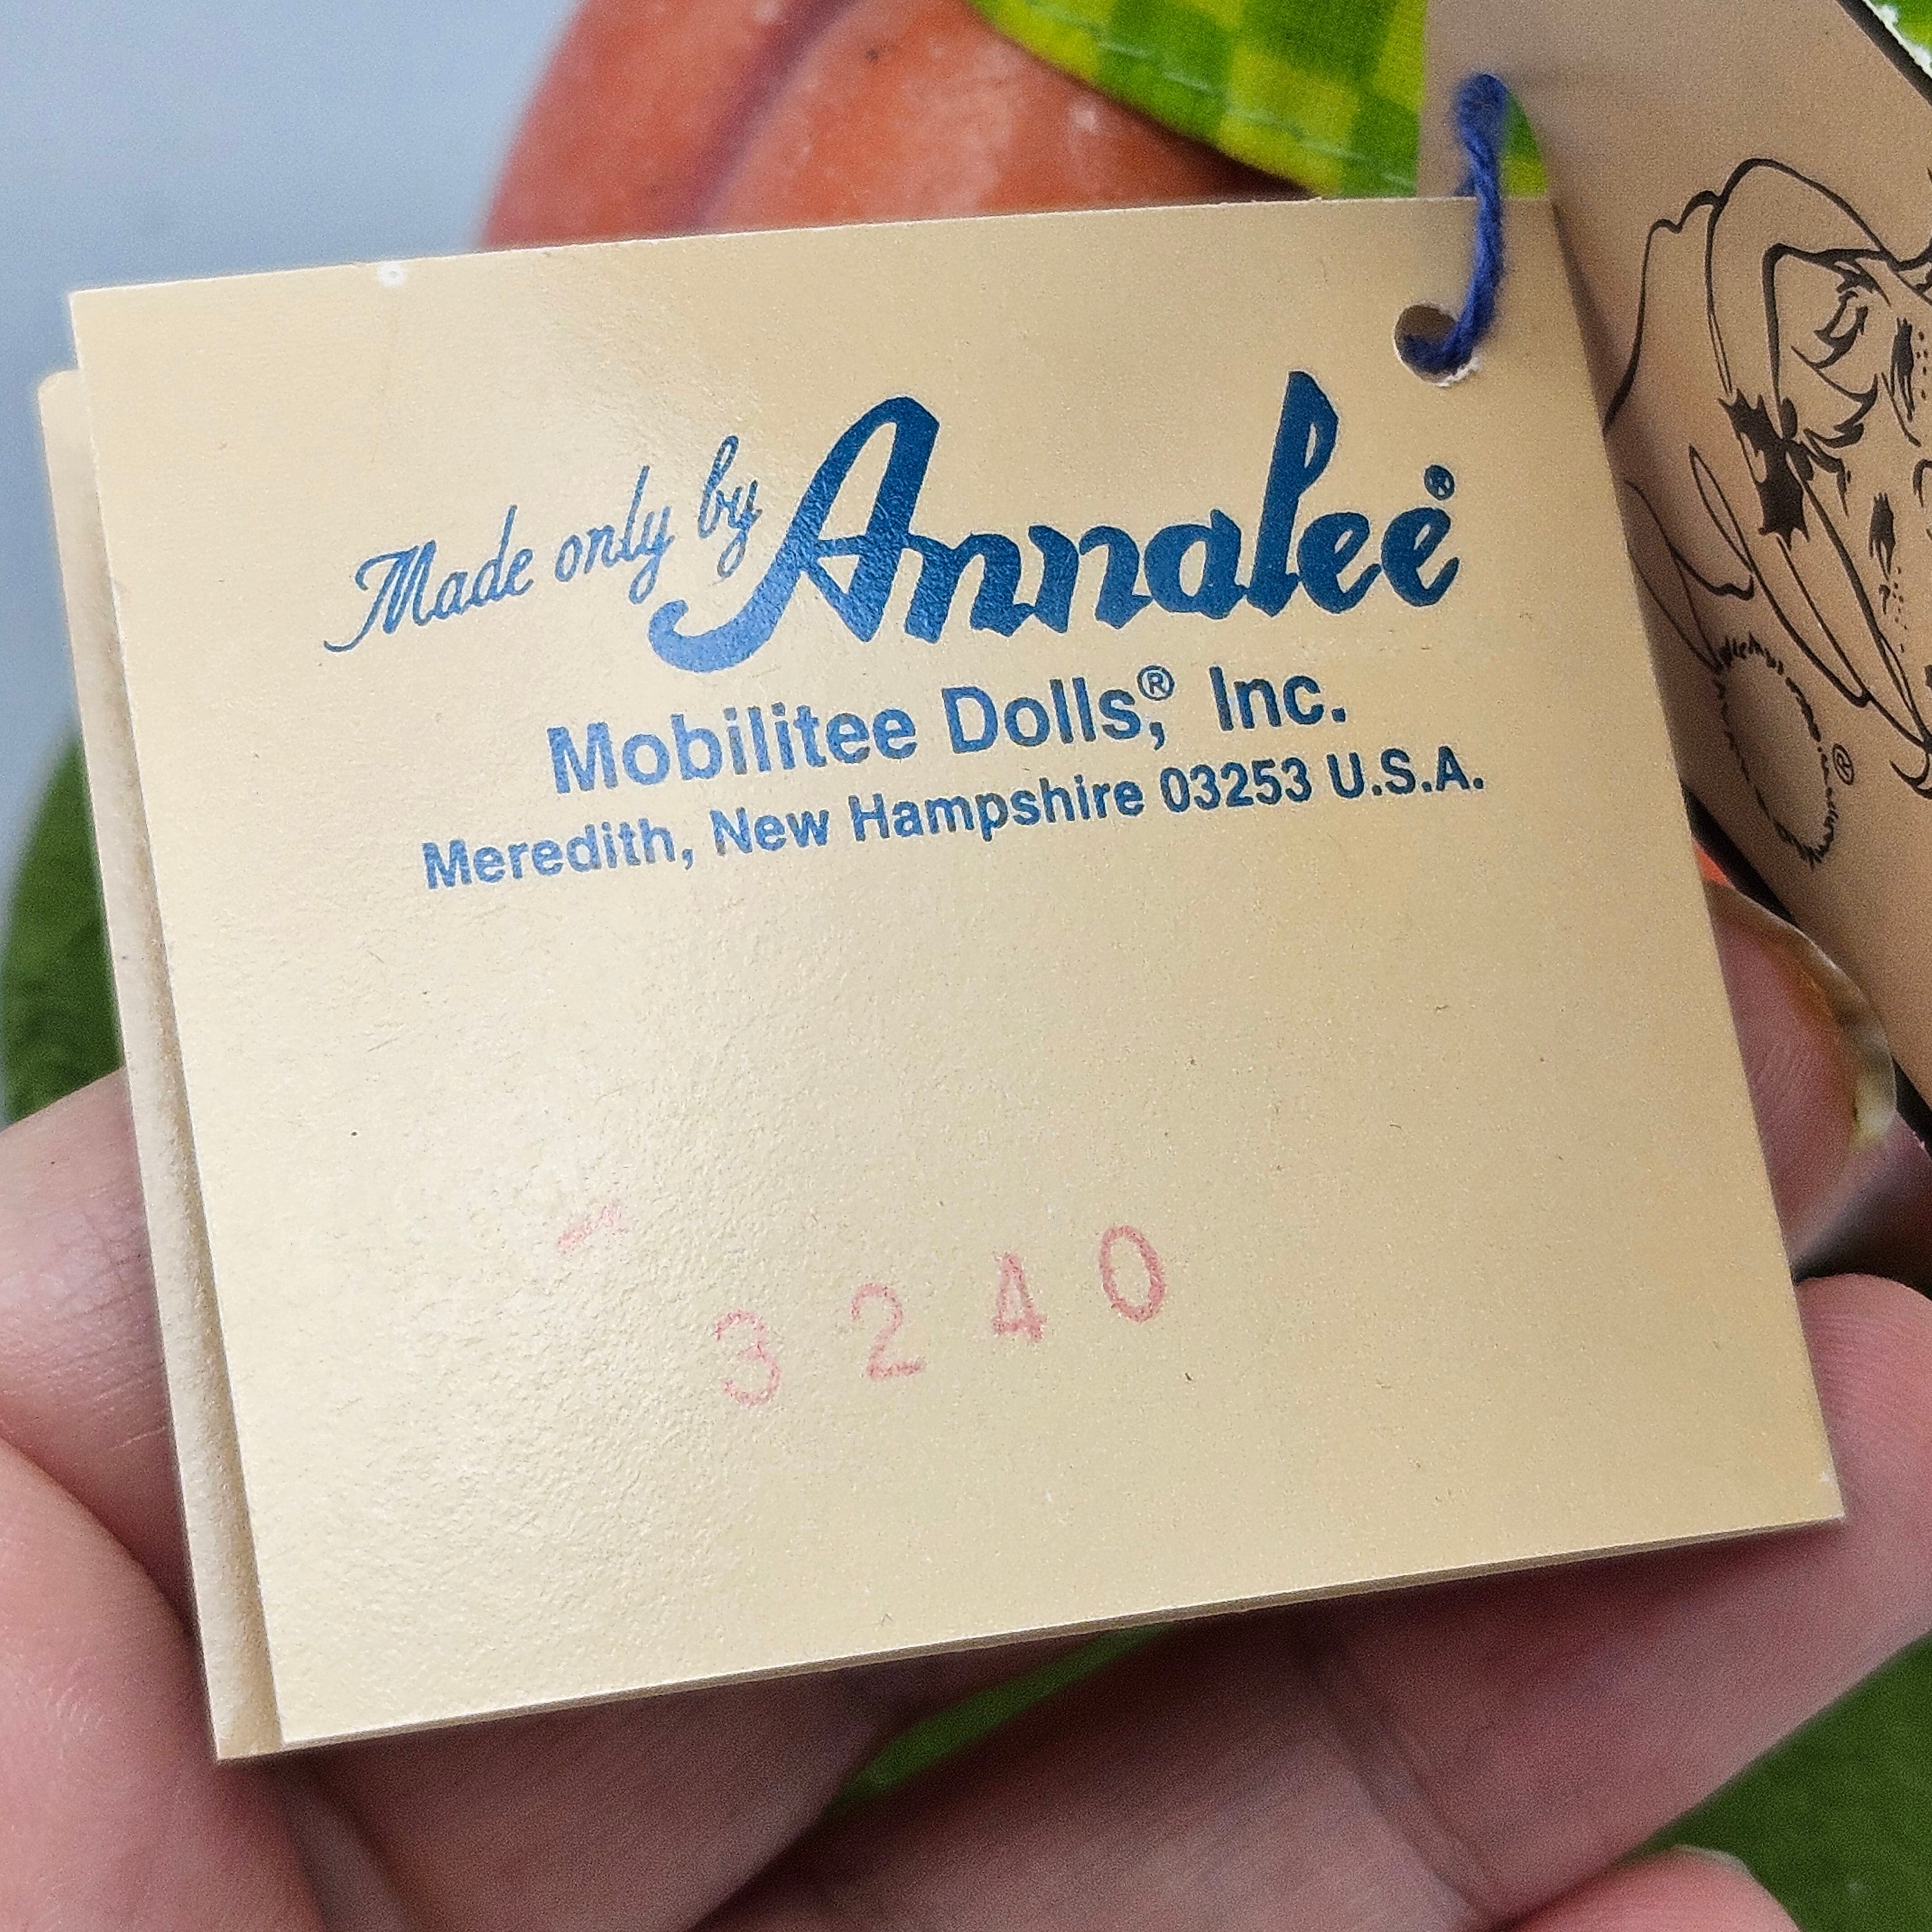 Made only by Annalee®
Mobilitee Dolls,® Inc.
Meredith, New Hampshire 03253 U.S.A.
3240
®